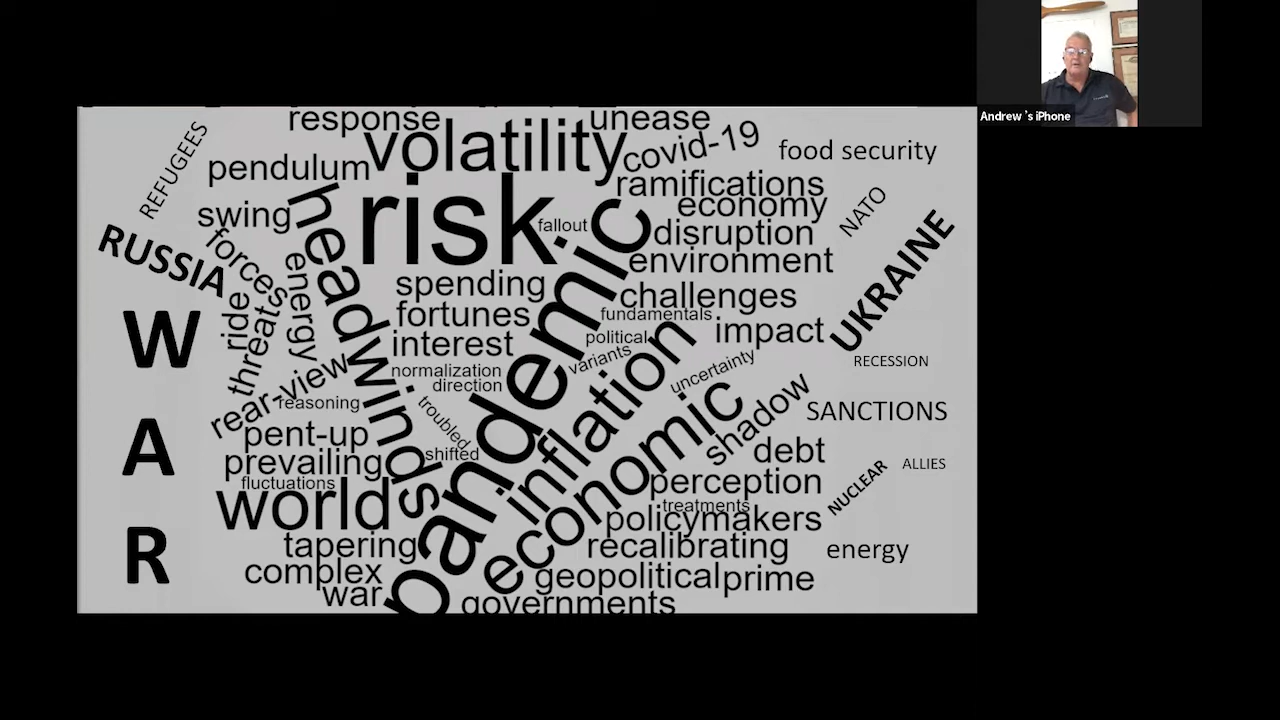 response
unease
volatility
covid-19
food security
REFUGEES
pendulum
ramifications
swing
headwinds
risk
fallout
economy
NATO
RUSSIA
forces
disruption
UKRAINE
energy
spending
environment
ride
fortunes
challenges
WAR
threats
interest
fundamentals
political
impact
variants
rear-view
normalization
direction
pandemic
inflation
uncertainty
RECESSION
reasoning
troubled
shadow
SANCTIONS
pent-up
shifted
economic
debt
prevailing
ALLIES
fluctuations
perception
NUCLEAR
world
treatments
policymakers
tapering
recalibrating
energy
complex
geopolitical
prime
war
governments
Andrew 's iPhone